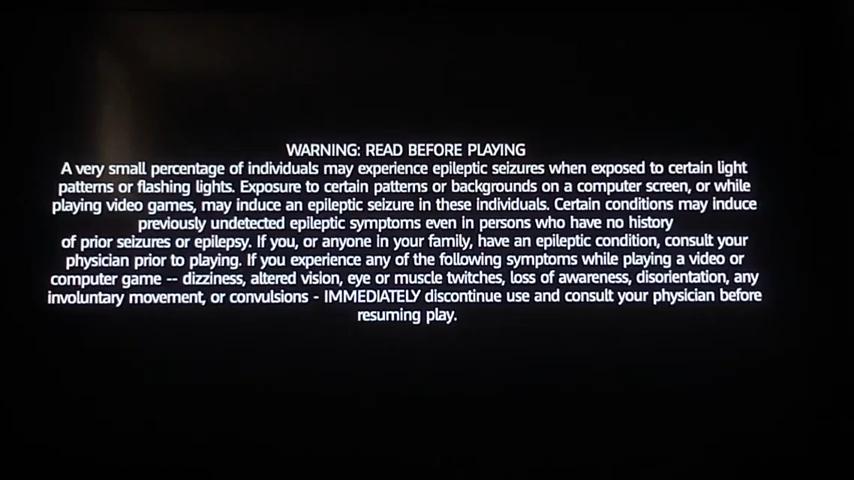 WARNING: READ BEFORE PLAYING
A very small percentage of individuals may experience epileptic seizures when exposed to certain light
patterns or flashing lights. Exposure to certain patterns or backgrounds on a computer screen, or while
playing video games, may induce an epileptic seizure in these individuals. Certain conditions may induce
previously undetected epileptic symptoms even in persons who have no history
of prior seizures or epilepsy. If you, or anyone in your family, have an epileptic condition, consult your
physician prior to playing. If you experience any of the following symptoms while playing a video or
computer game -- dizziness, altered vision, eye or muscle twitches, loss of awareness, disorientation, any
involuntary movement, or convulsions - IMMEDIATELY discontinue use and consult your physician before
resuming play.